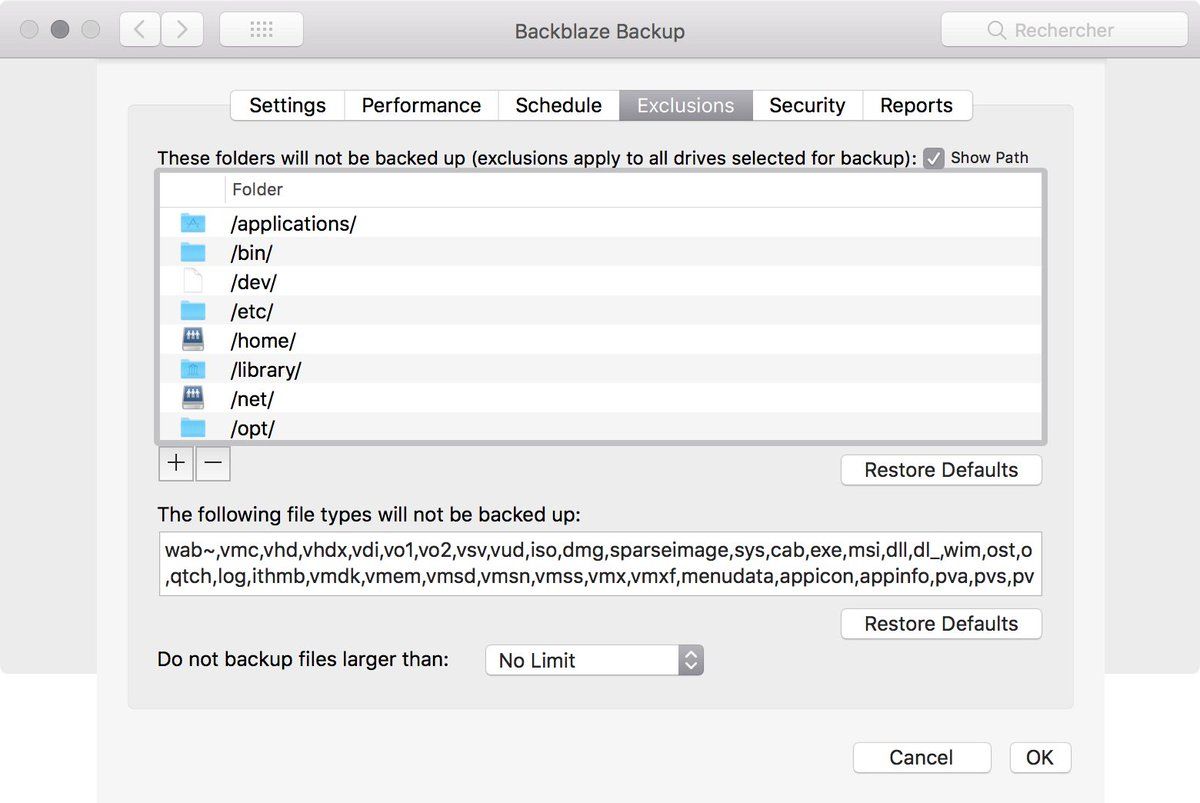 Backblaze Backup
Rechercher
Settings Performance Schedule Exclusions Security Reports
These folders will not be backed up (exclusions apply to all drives selected for backup): Show Path
Folder
/applications/
/bin/
/dev/
/etc/
/home/
/library/
/net/
/opt/
+ −
Restore Defaults
The following file types will not be backed up:
wab~,vmc,vhd,vhdx,vdi,vo1,vo2,vsv,vud,iso,dmg,sparseimage,sys,cab,exe,msi,dll,dl_,wim,ost,o
,qtch,log,ithmb,vmdk,vmem,vmsd,vmsn,vmss,vmx,vmxf,menudata,appicon,appinfo,pva,pvs,pv
Restore Defaults
Do not backup files larger than: No Limit
Cancel OK